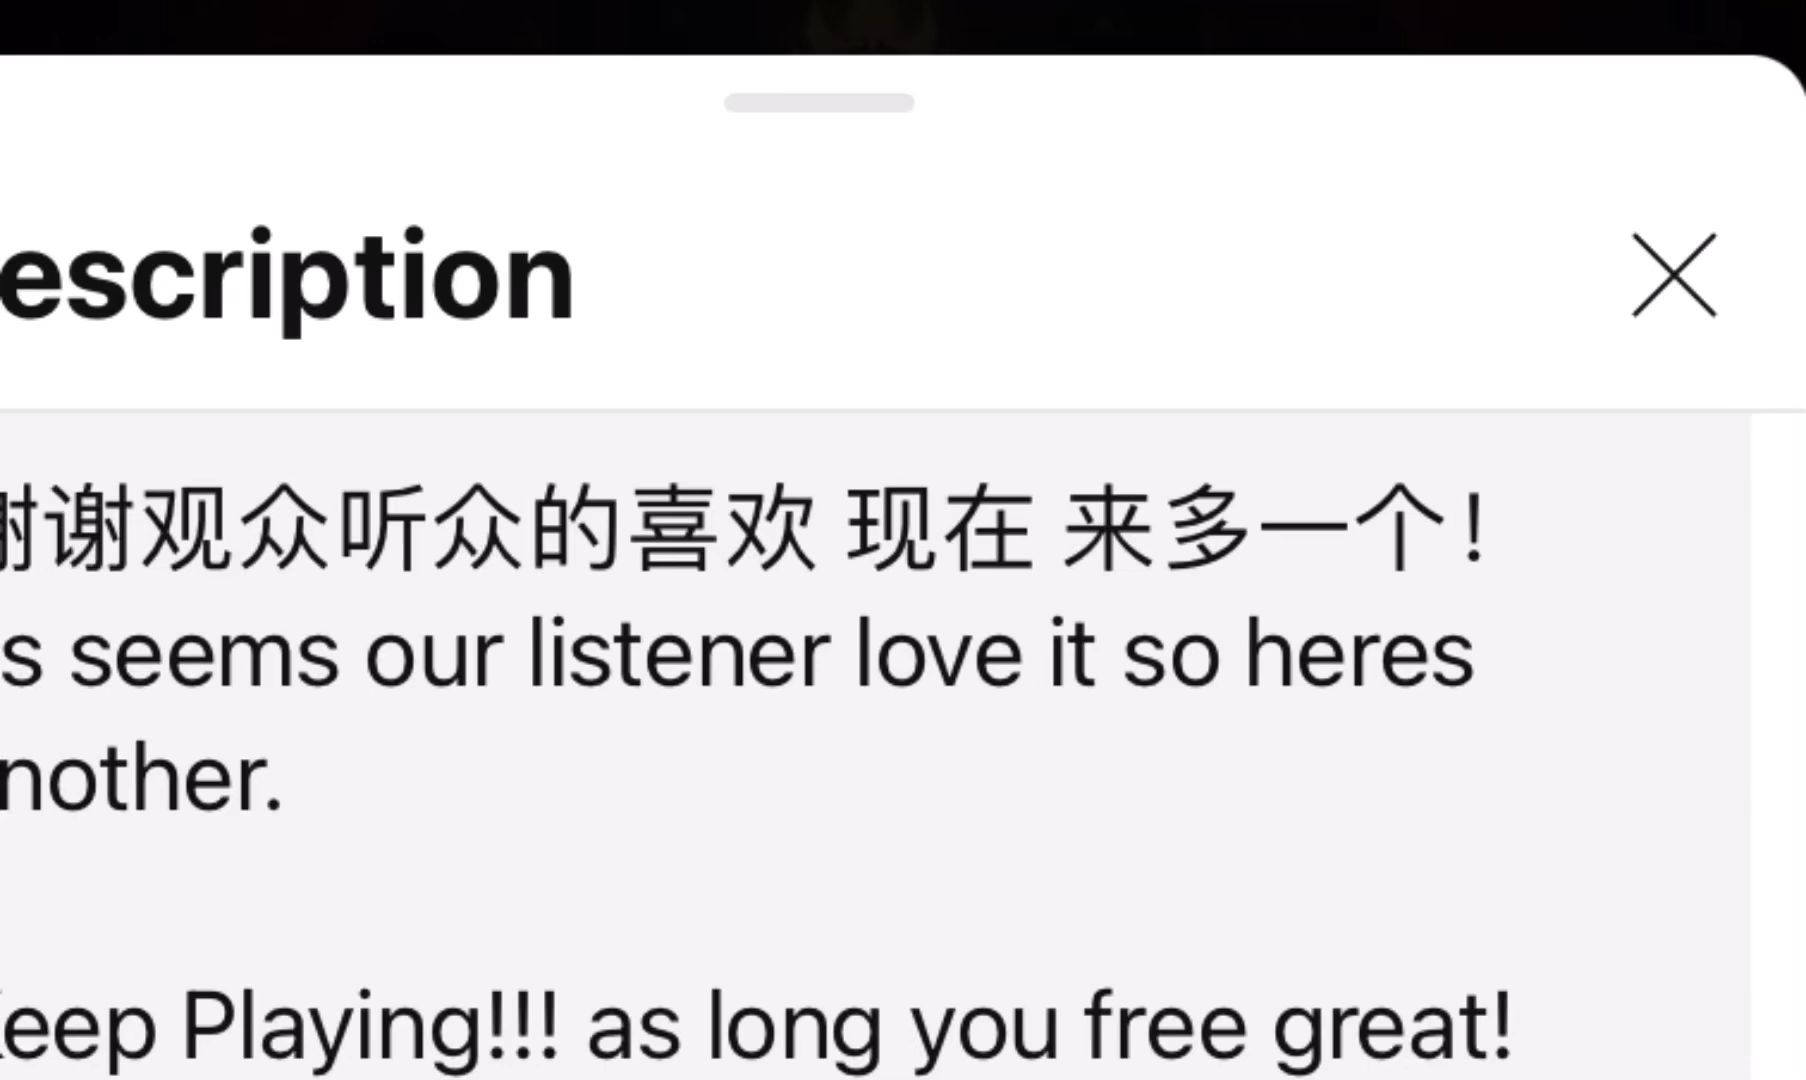 escription
谢谢观众听众的喜欢 现在 来多一个!
s seems our listener love it so heres
nother.
eep Playing!!! as long you free great!